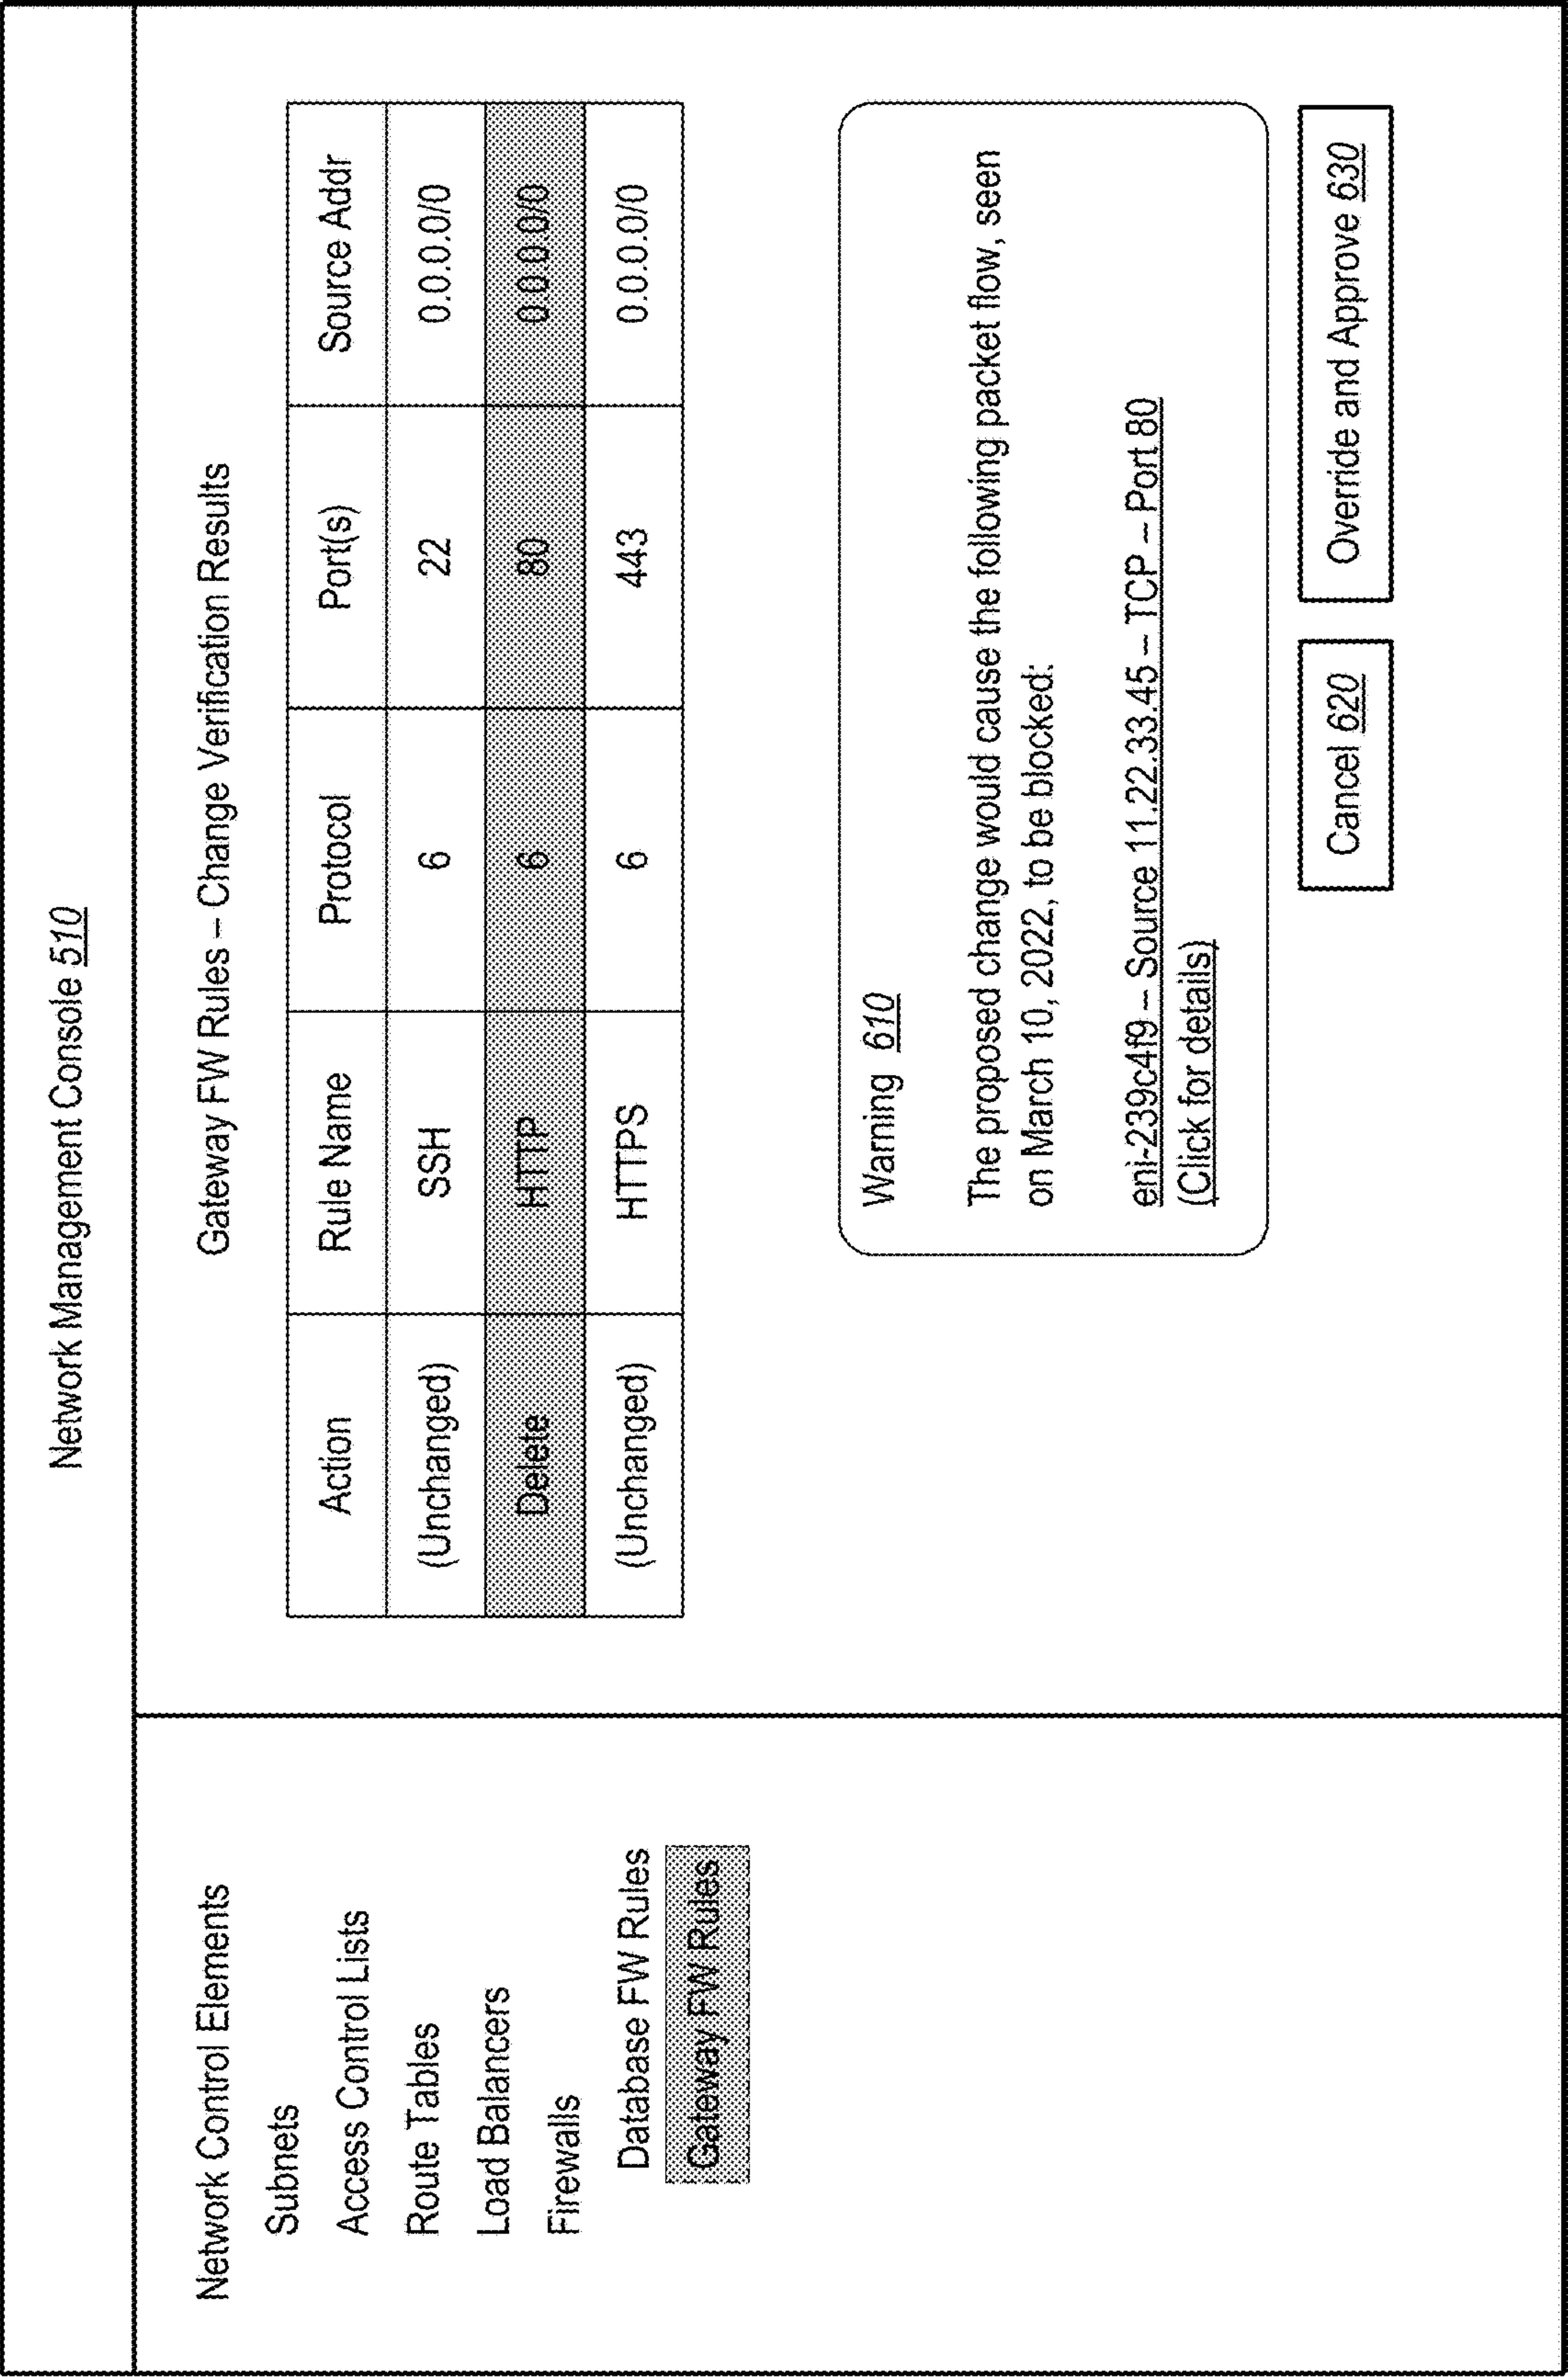 Network Management Console 510
Network Control Elements
Subnets
Access Control Lists
Route Tables
Load Balancers
Firewalls
Database FW Rules
Gateway FW Rules
Gateway FW Rules – Change Verification Results
Action Rule Name Protocol Port(s) Source Addr
(Unchanged) SSH 6 22 0.0.0.0/0
Delete HTTP 6 80 0.0.0.0/0
(Unchanged) HTTPS 6 443 0.0.0.0/0
Warning 610
The proposed change would cause the following packet flow, seen
on March 10, 2022, to be blocked:
eni-239c4f9 – Source 11.22.33.45 – TCP – Port 80
(Click for details)
Cancel 620
Override and Approve 630